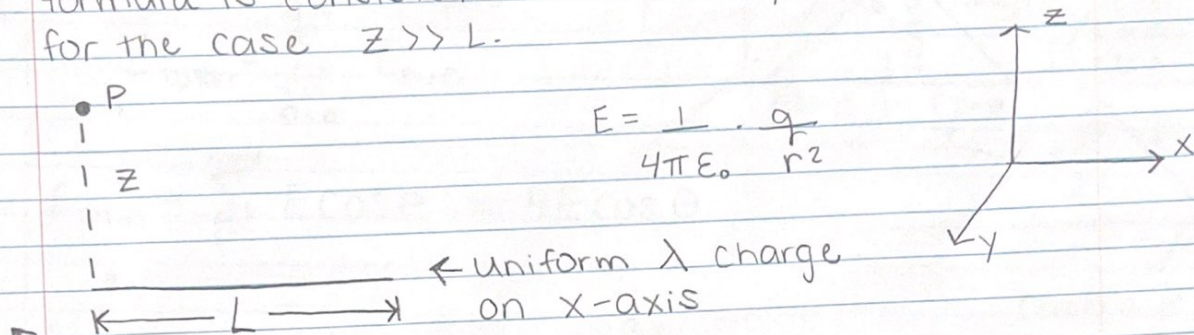 for the case Z >> L.
P
Z
E = 1/4πε₀ · q/r²
z
X
y
← uniform λ charge
on x-axis
L